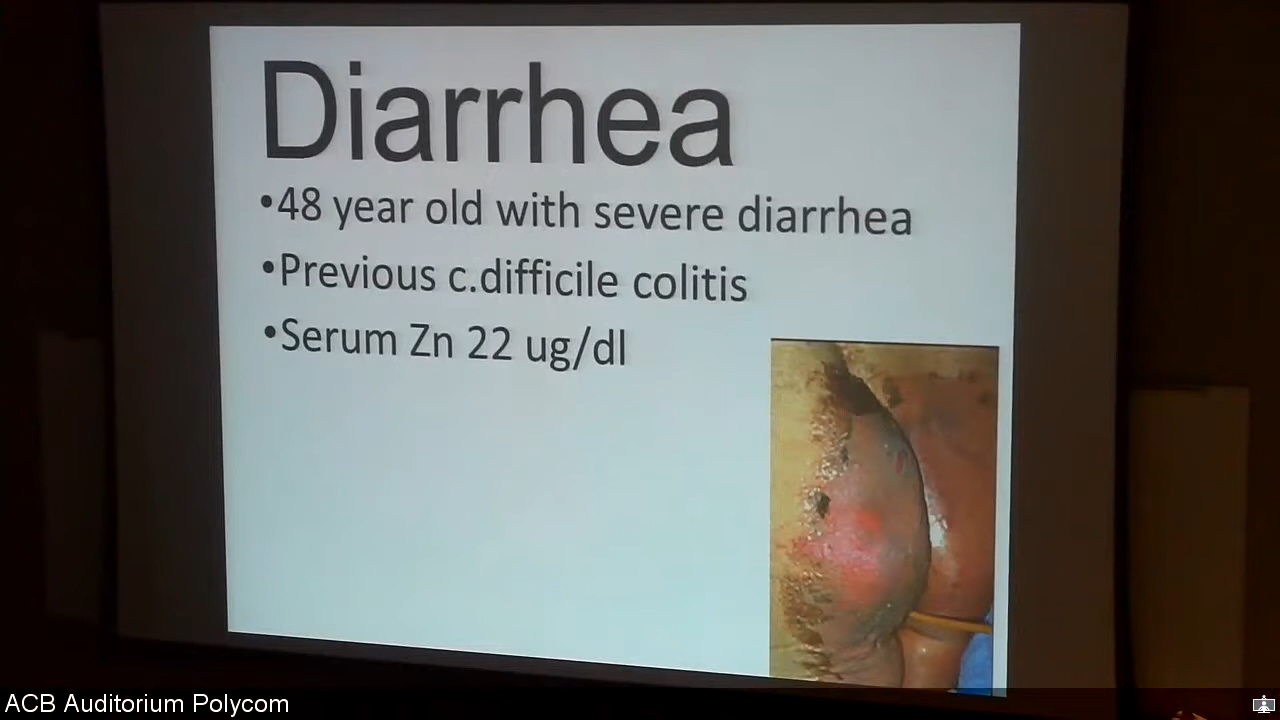 Diarrhea
•48 year old with severe diarrhea
•Previous c.difficile colitis
•Serum Zn 22 ug/dl
ACB Auditorium Polycom